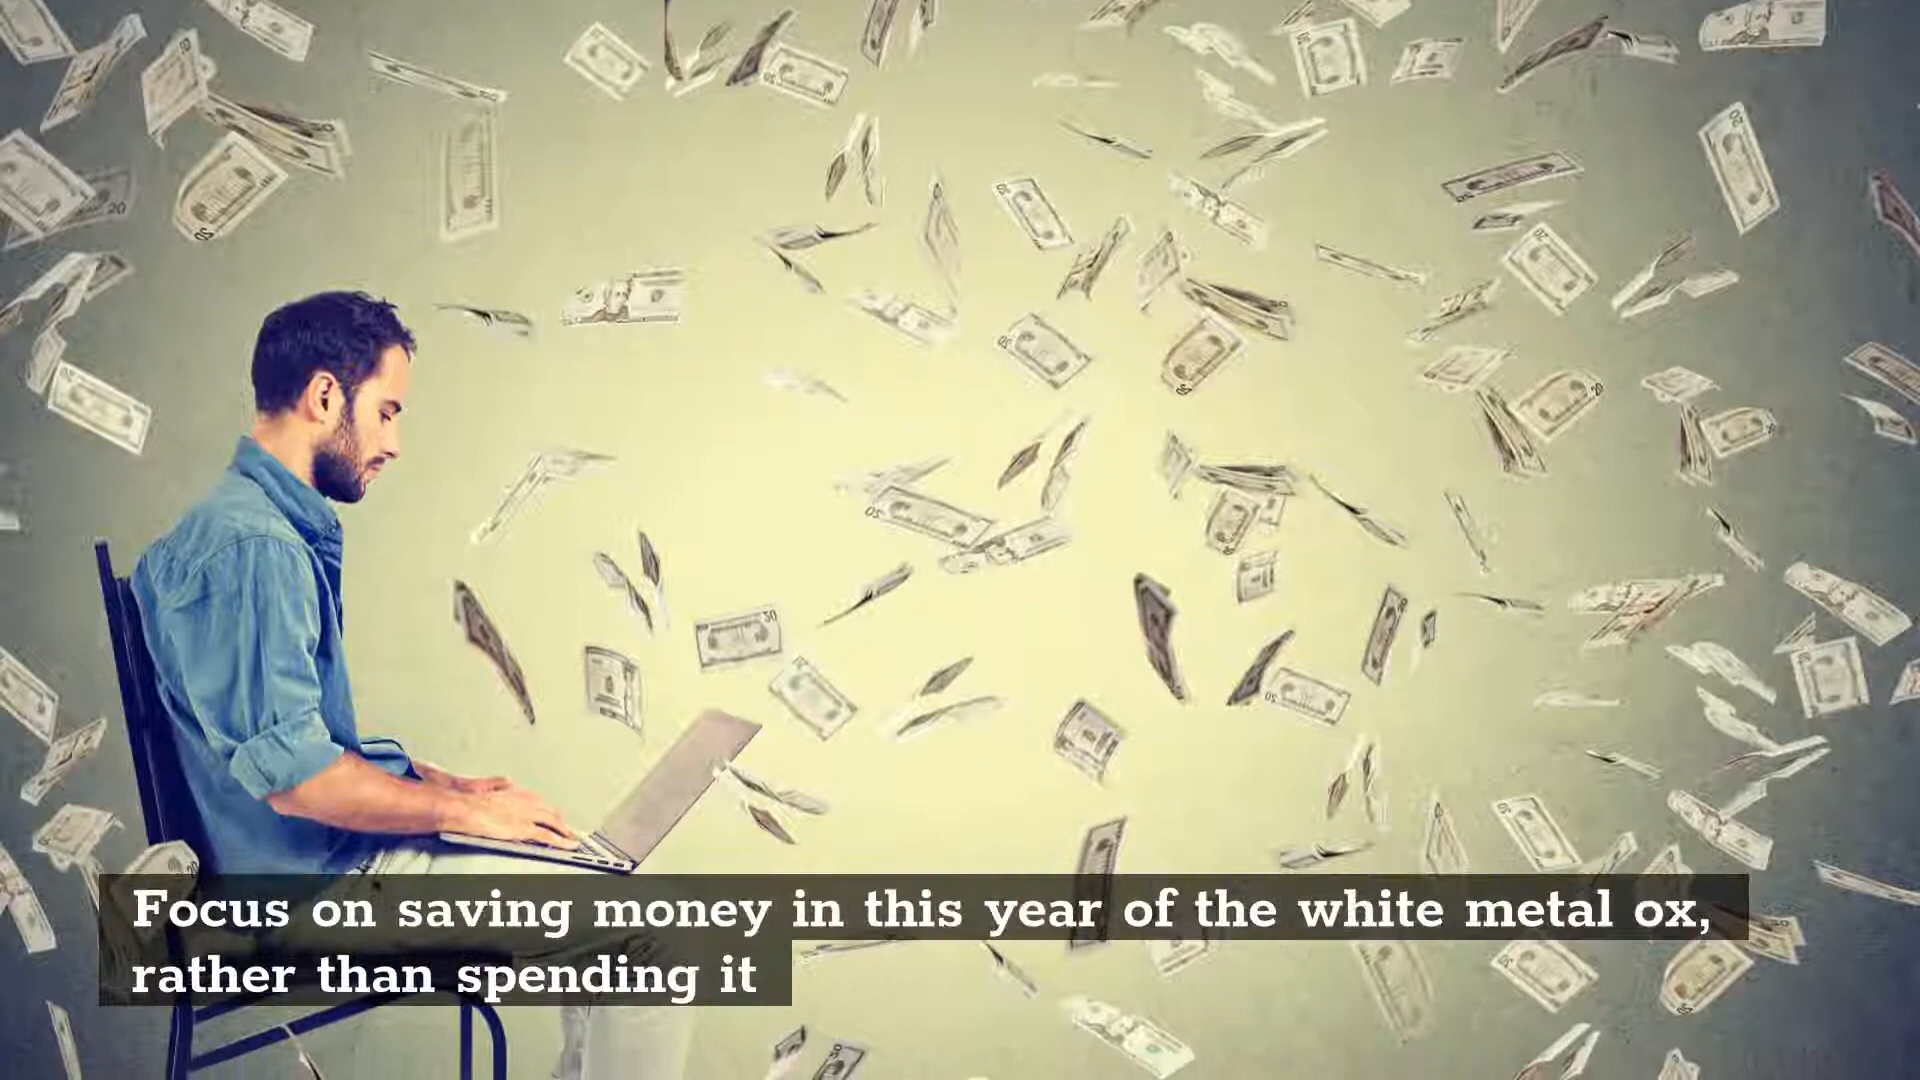 Focus on saving money in this year of the white metal ox,
rather than spending it